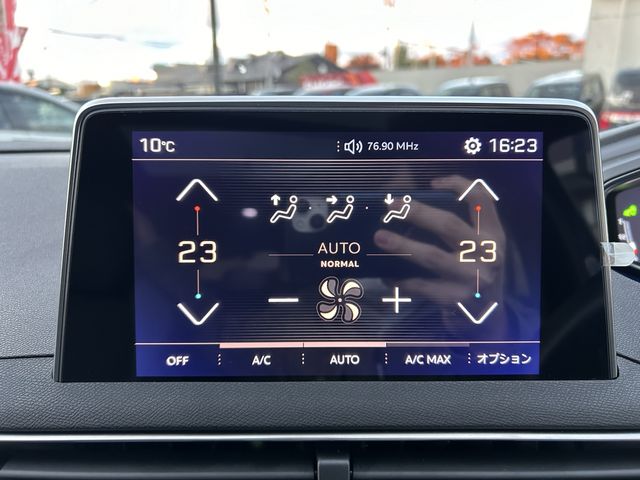 10°C 76.90 MHz 16:23
23 AUTO 23
NORMAL
OFF A/C AUTO A/C MAX オプション